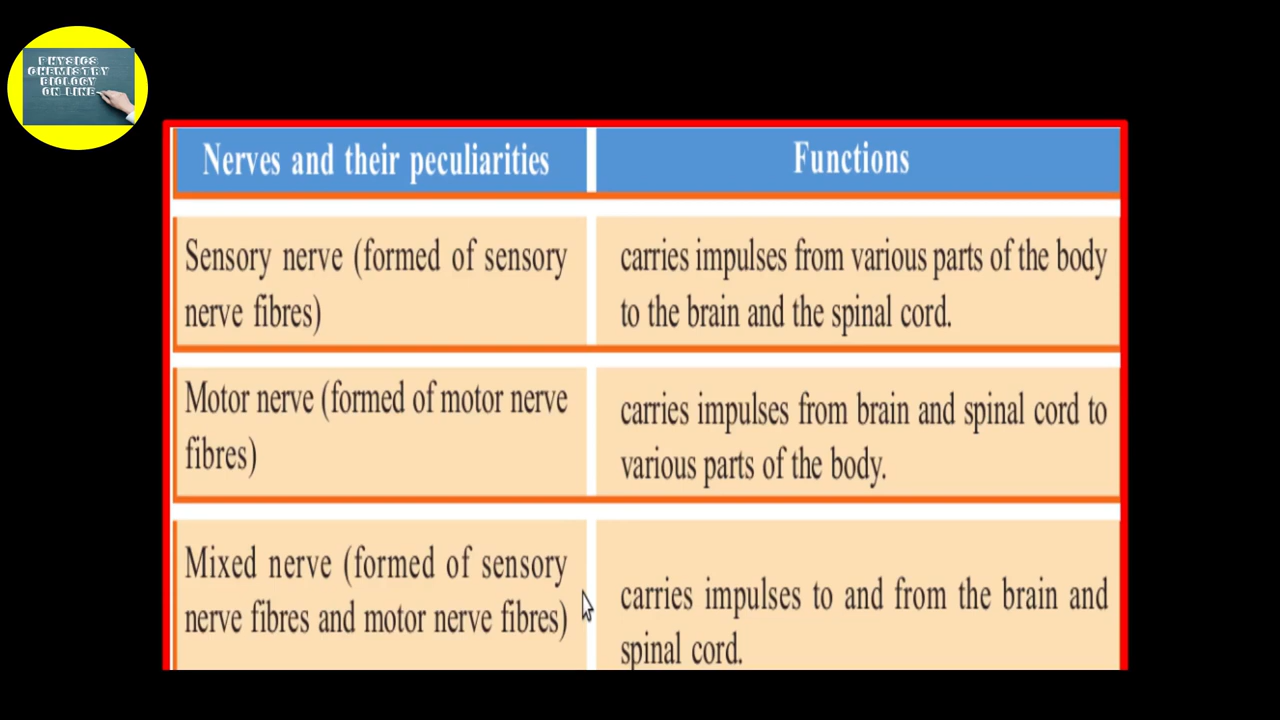 PHYSICS
CHEMISTRY
BIOLOGY
ON LINE
Nerves and their peculiarities
Functions
Sensory nerve (formed of sensory
nerve fibres)
carries impulses from various parts of the body
to the brain and the spinal cord.
Motor nerve (formed of motor nerve
fibres)
carries impulses from brain and spinal cord to
various parts of the body.
Mixed nerve (formed of sensory
nerve fibres and motor nerve fibres)
carries impulses to and from the brain and
spinal cord.